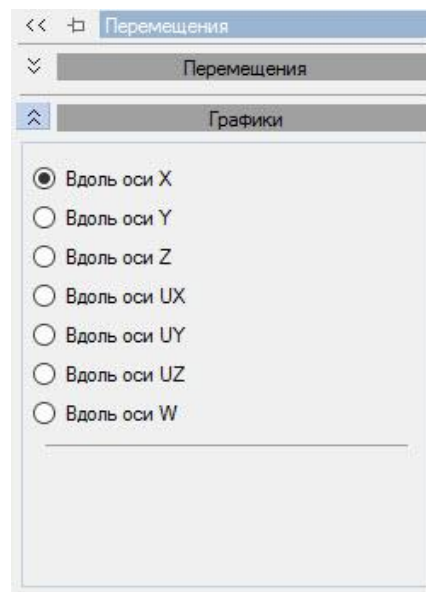 << Перемещения
Перемещения
Графики
Вдоль оси X
Вдоль оси Y
Вдоль оси Z
Вдоль оси UX
Вдоль оси UY
Вдоль оси UZ
Вдоль оси W